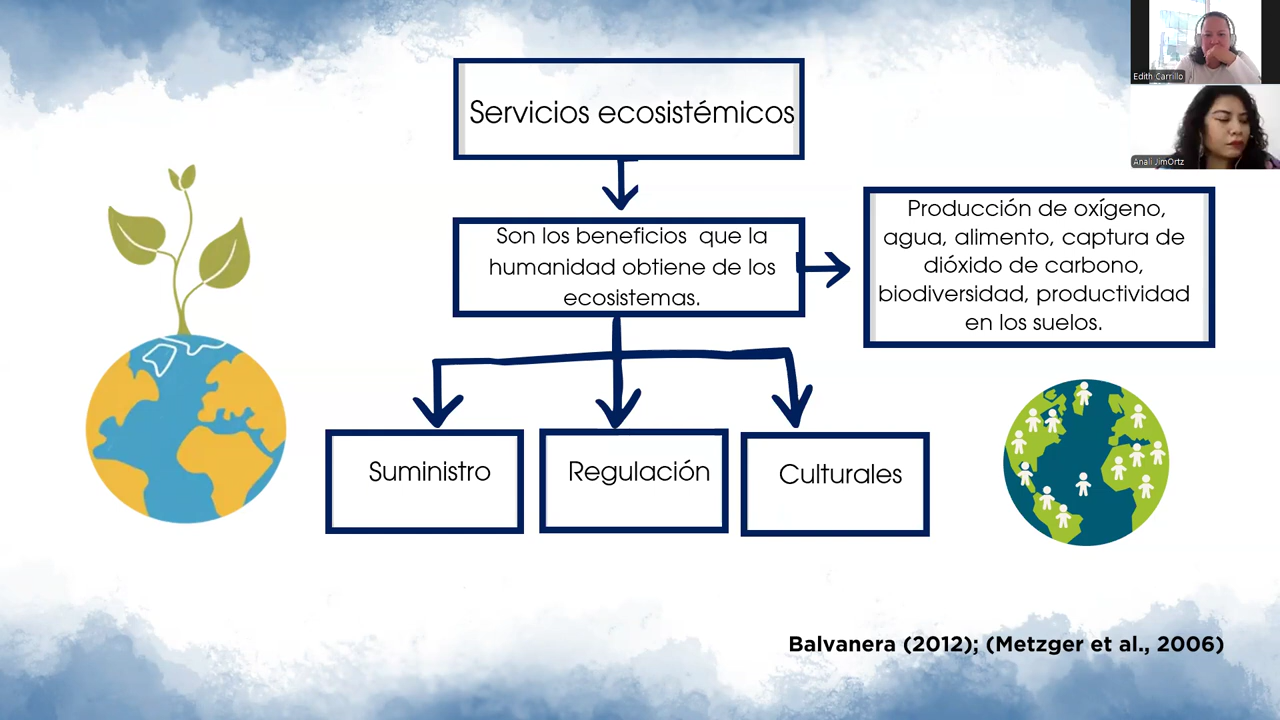 Servicios ecosistémicos
Edith Carrillo
Analí JimOrtz
Son los beneficios que la
humanidad obtiene de los
ecosistemas.
Producción de oxígeno,
agua, alimento, captura de
dióxido de carbono,
biodiversidad, productividad
en los suelos.
Suministro
Regulación
Culturales
Balvanera (2012); (Metzger et al., 2006)